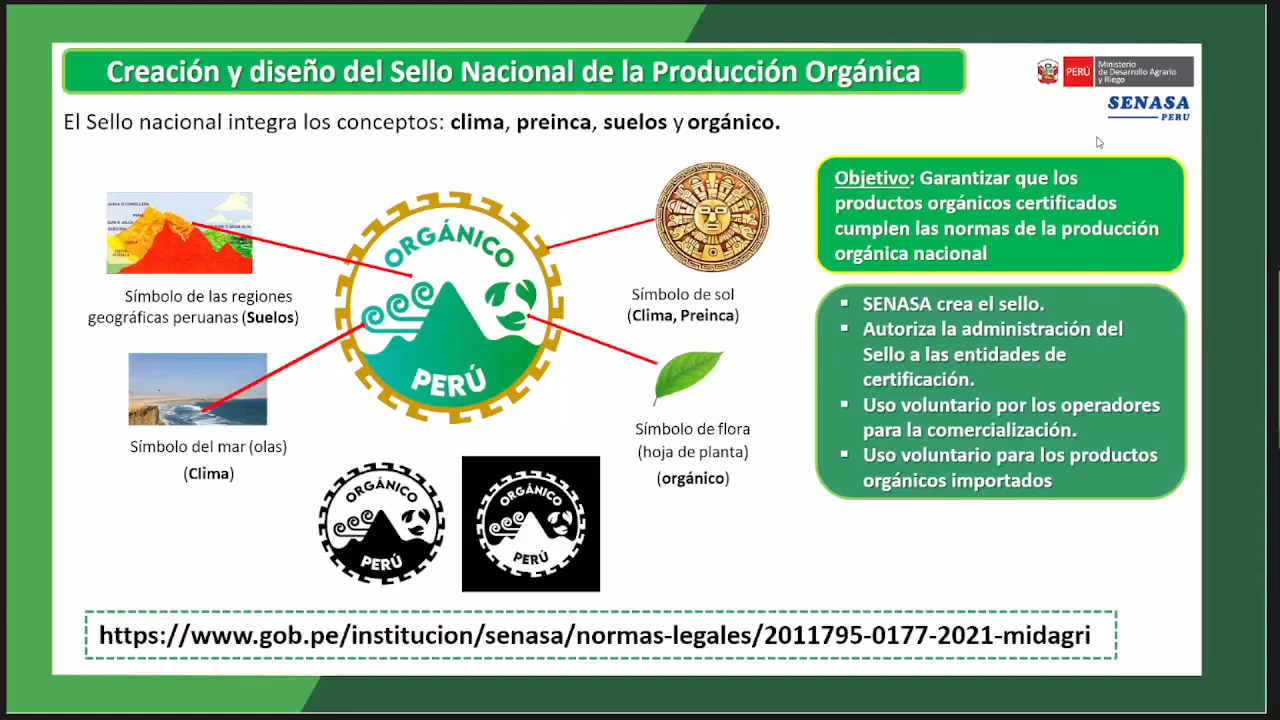 Creación y diseño del Sello Nacional de la Producción Orgánica
PERÚ
Ministerio
de Desarrollo Agrario
y Riego
SENASA
PERU
El Sello nacional integra los conceptos: clima, preinca, suelos y orgánico.
Símbolo de las regiones
geográficas peruanas (Suelos)
Símbolo del mar (olas)
(Clima)
ORGÁNICO
PERÚ
Símbolo de sol
(Clima, Preinca)
Símbolo de flora
(hoja de planta)
(orgánico)
ORGÁNICO
PERÚ
ORGÁNICO
PERÚ
Objetivo: Garantizar que los
productos orgánicos certificados
cumplen las normas de la producción
orgánica nacional
▪ SENASA crea el sello.
▪ Autoriza la administración del
Sello a las entidades de
certificación.
▪ Uso voluntario por los operadores
para la comercialización.
▪ Uso voluntario para los productos
orgánicos importados
https://www.gob.pe/institucion/senasa/normas-legales/2011795-0177-2021-midagri